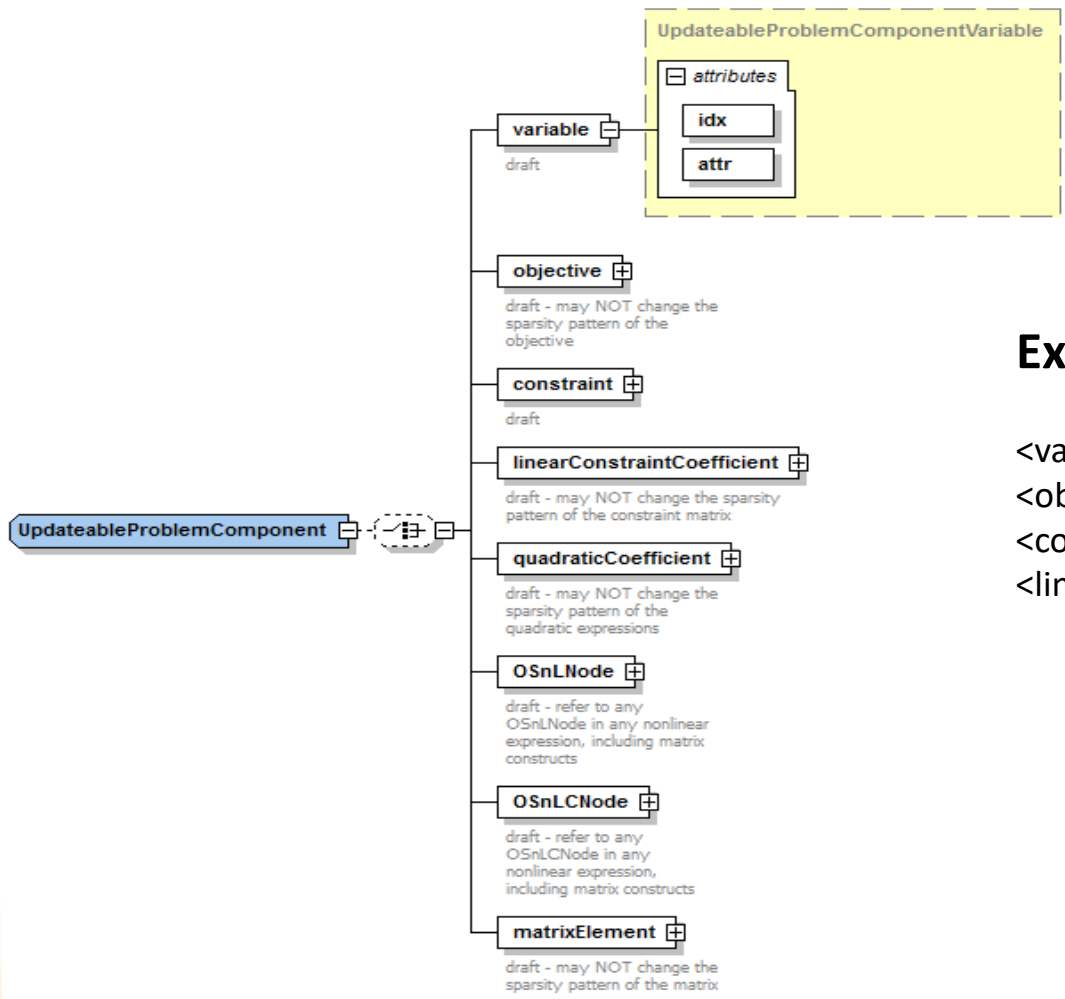 UpdateableProblemComponentVariable
attributes
variable
idx
draft
attr
objective
draft - may NOT change the
sparsity pattern of the
objective
Ex
constraint
draft
<va
linearConstraintCoefficient
<ob
draft - may NOT change the sparsity
pattern of the constraint matrix
<co
UpdateableProblemComponent
quadraticCoefficient
<lin
draft - may NOT change the
sparsity pattern of the
quadratic expressions
OSnLNode
draft - refer to any
OSnLNode in any nonlinear
expression, including matrix
constructs
OSnLCNode
draft - refer to any
OSnLCNode in any
nonlinear expression,
including matrix constructs
matrixElement
draft - may NOT change the
sparsity pattern of the matrix